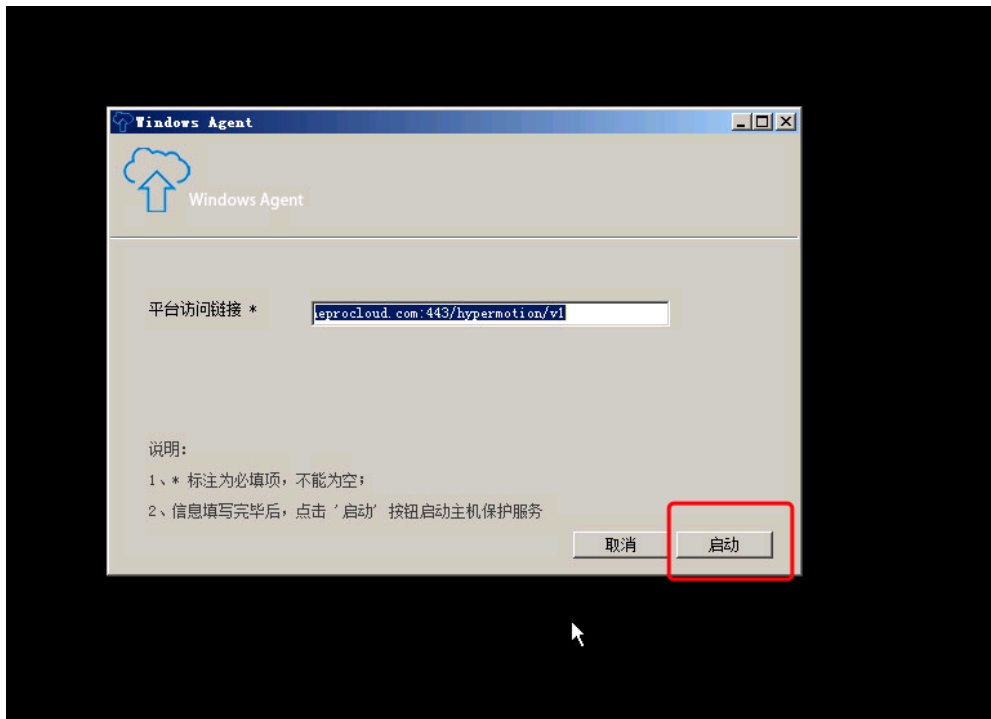 Windows Agent
Windows Agent
平台访问链接 *
eprocloud.com:443/hypermotion/v1
说明:
1、* 标注为必填项，不能为空;
2、信息填写完毕后，点击 '启动' 按钮启动主机保护服务
取消
启动